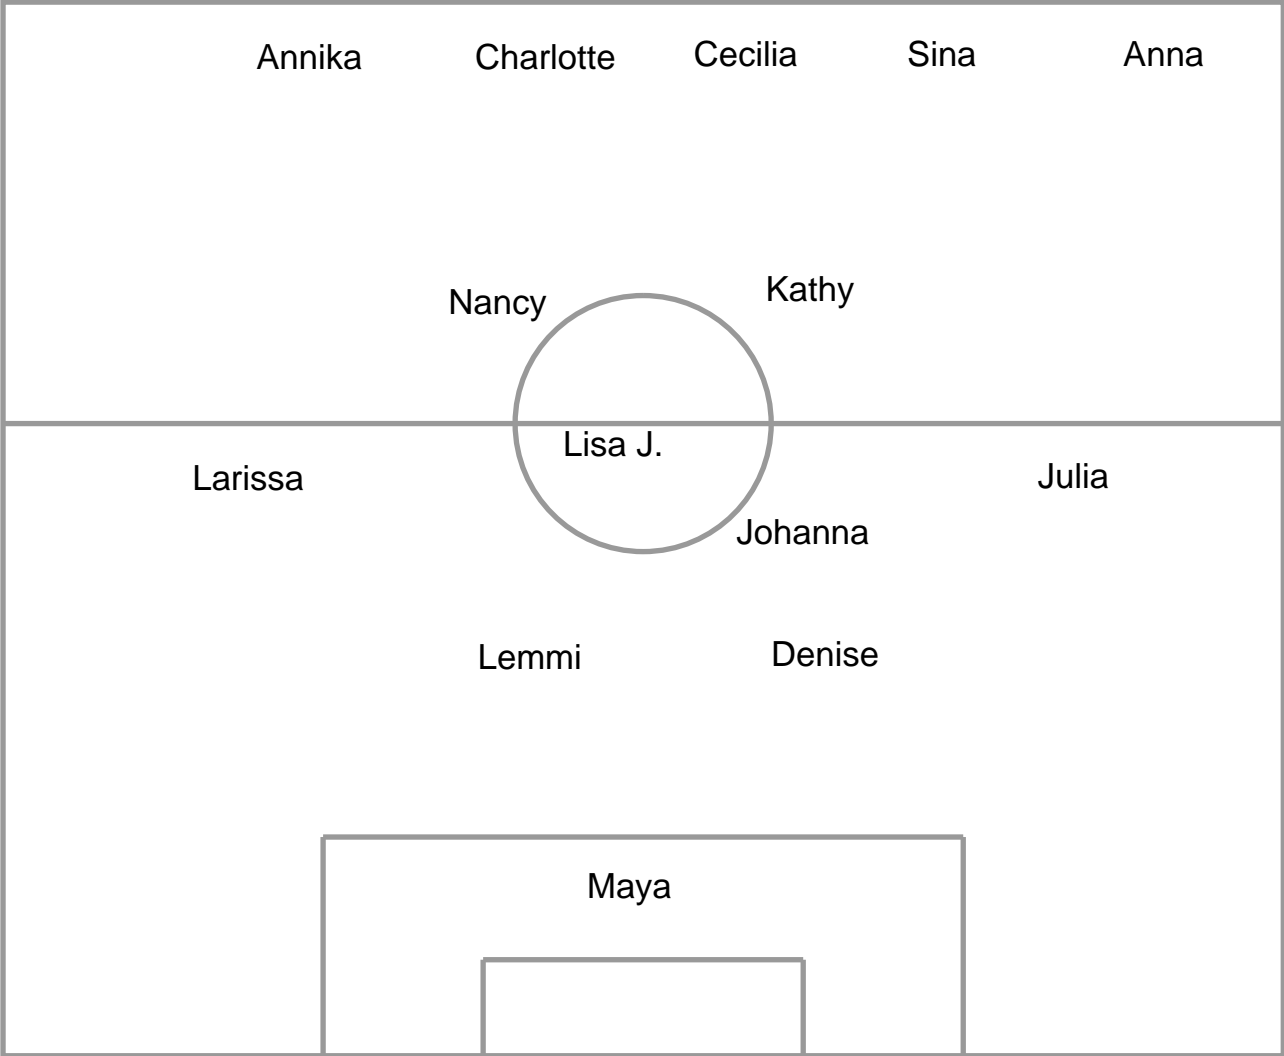 Annika Charlotte Cecilia Sina Anna
Nancy Kathy
Lisa J.
Larissa Julia
Johanna
Lemmi Denise
Maya